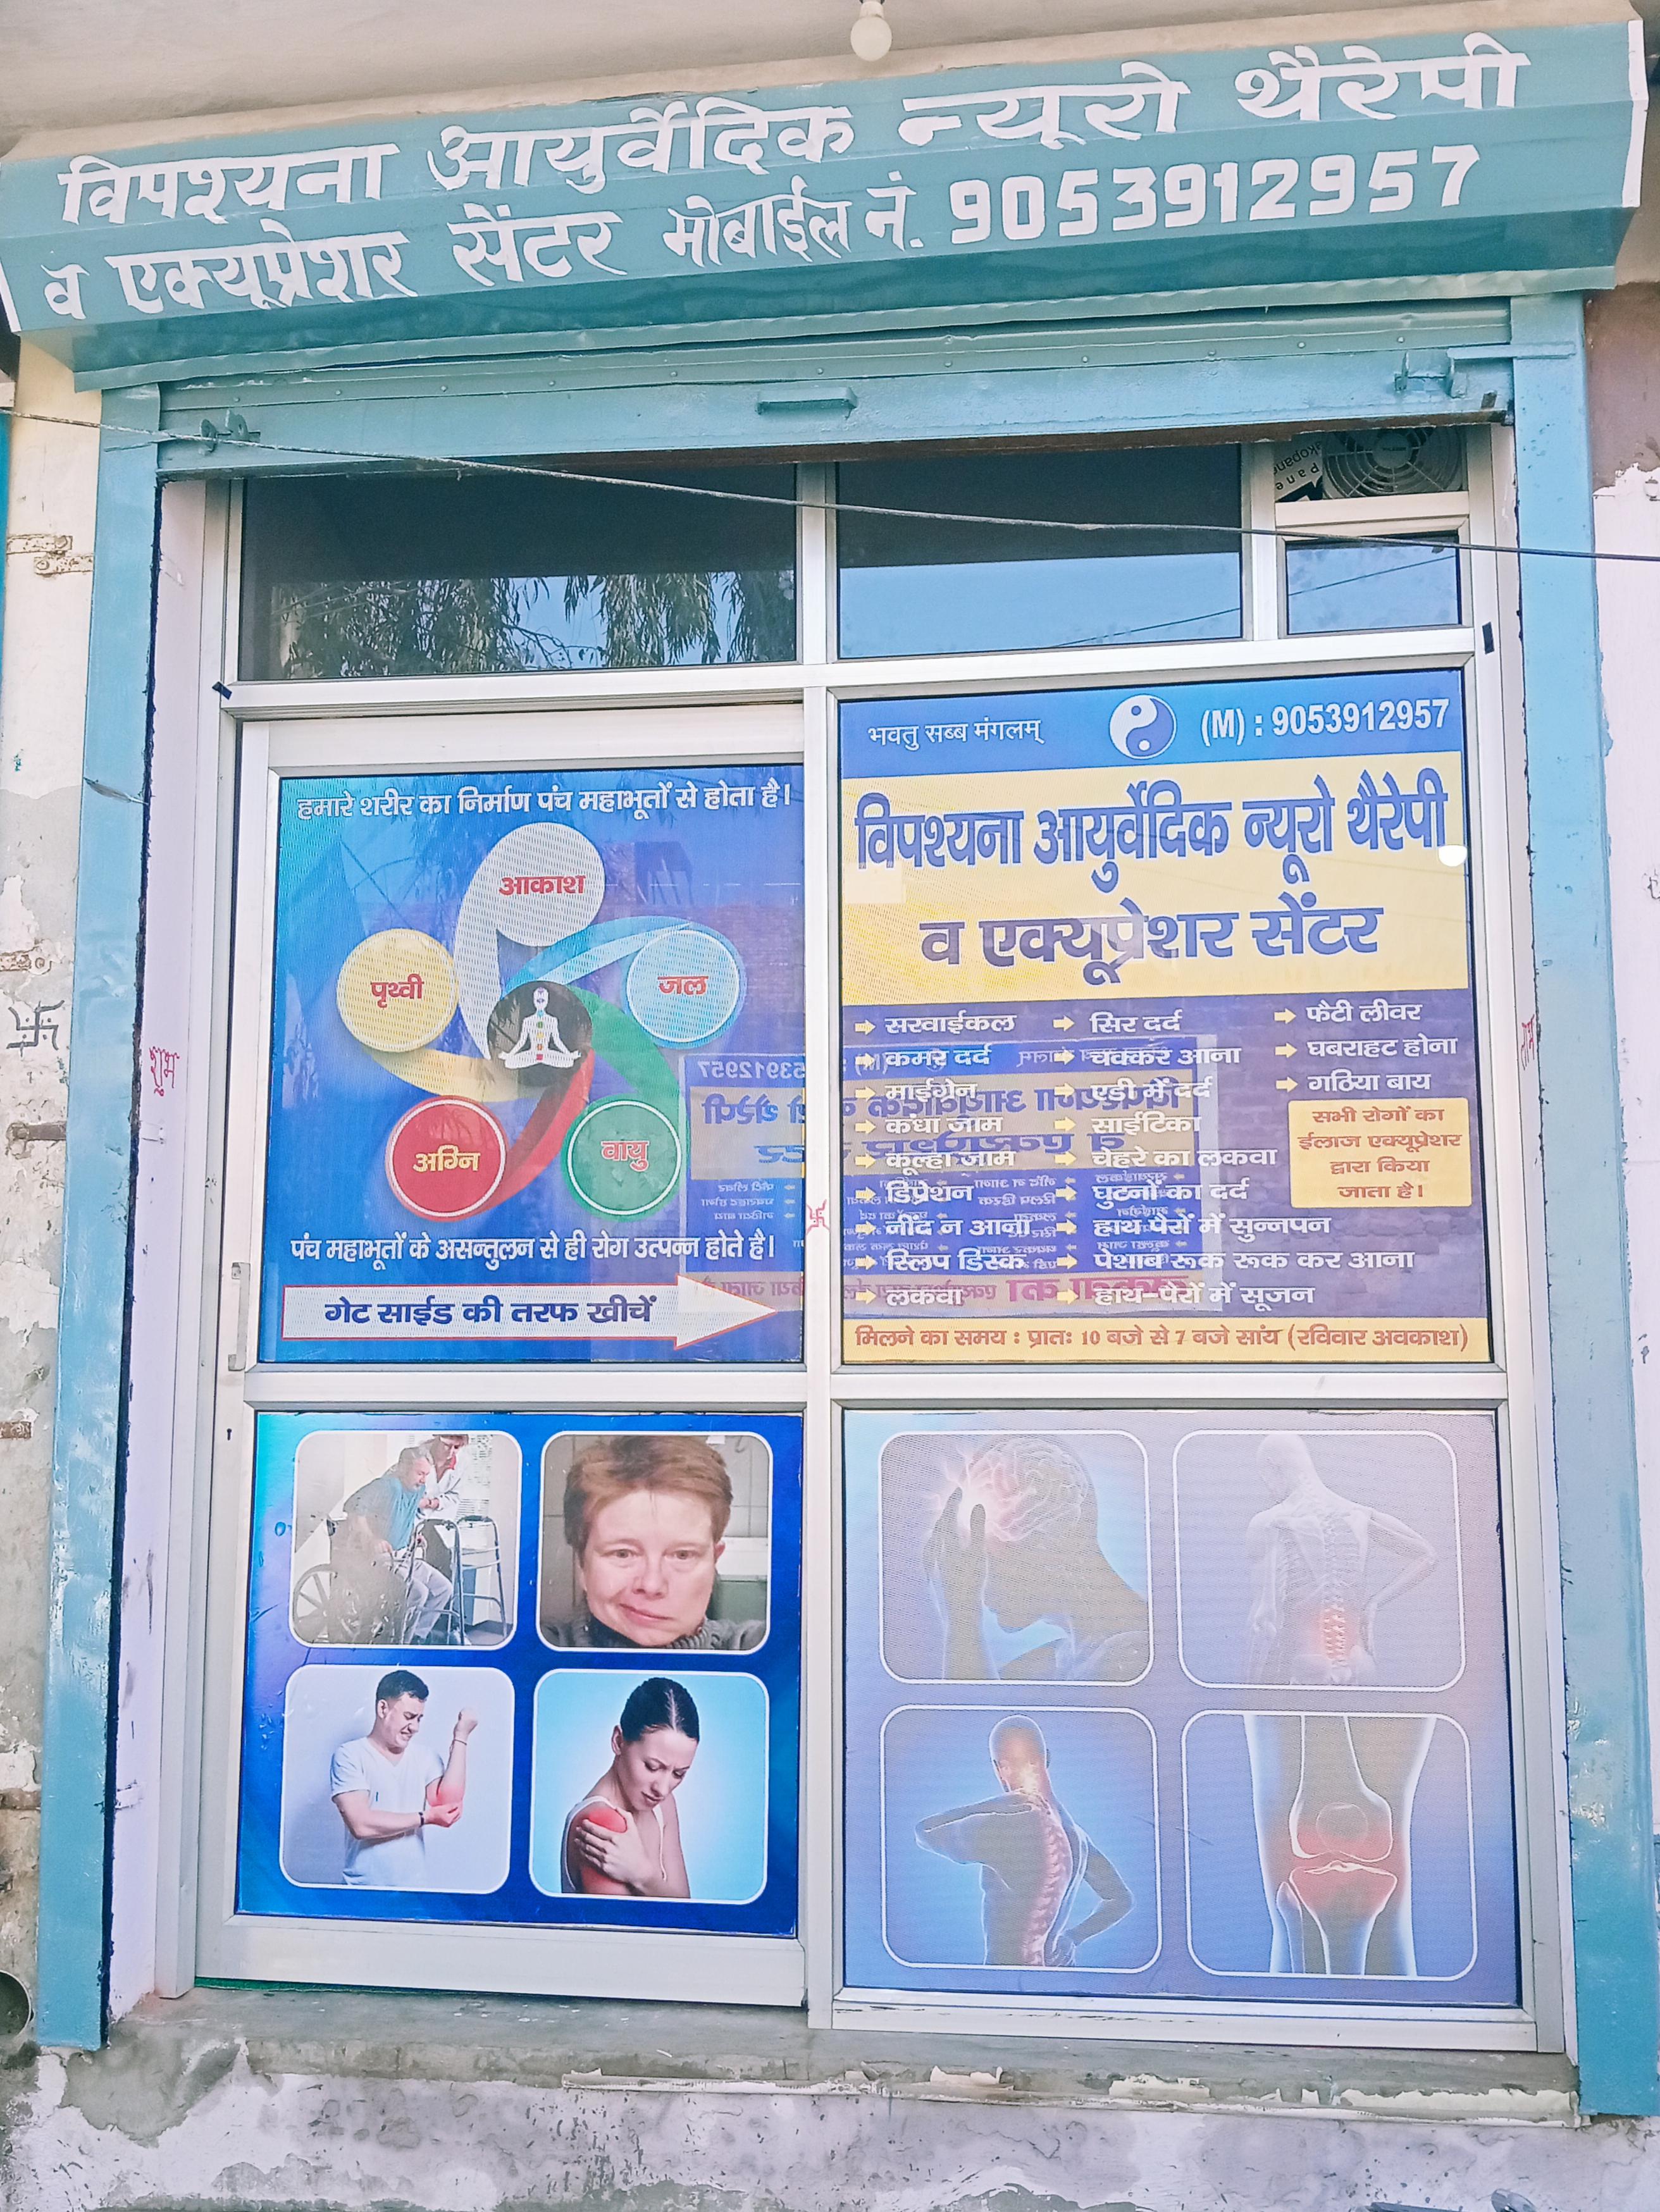 विपश्यना आयुर्वेदिक न्यूरो थैरेपी
व एक्यूप्रेशर सेंटर मोबाईल नं. 9053912957
हमारे शरीर का निर्माण पंच महाभूतों से होता है।
आकाश
पृथ्वी
जल
अग्नि
वायु
पंच महाभूतों के असन्तुलन से ही रोग उत्पन्न होते है।
गेट साईड की तरफ खीचें
भवतु सब्ब मंगलम्
(M) : 9053912957
विपश्यना आयुर्वेदिक न्यूरो थैरेपी
व एक्यूप्रेशर सेंटर
सरवाईकल
कमर दर्द
माईग्रेन
कंधा जाम
कूल्हा जाम
डिप्रेशन
नींद न आना
स्लिप डिस्क
लकवा
सिर दर्द
चक्कर आना
एडी में दर्द
साईटिका
चेहरे का लकवा
घुटनों का दर्द
हाथ पैरों में सुन्नपन
पेशाब रूक रूक कर आना
हाथ-पैरों में सूजन
फैटी लीवर
घबराहट होना
गठिया बाय
सभी रोगों का
ईलाज एक्यूप्रेशर
द्वारा किया
जाता है।
मिलने का समय : प्रातः 10 बजे से 7 बजे सांय (रविवार अवकाश)
शुभ
लाभ